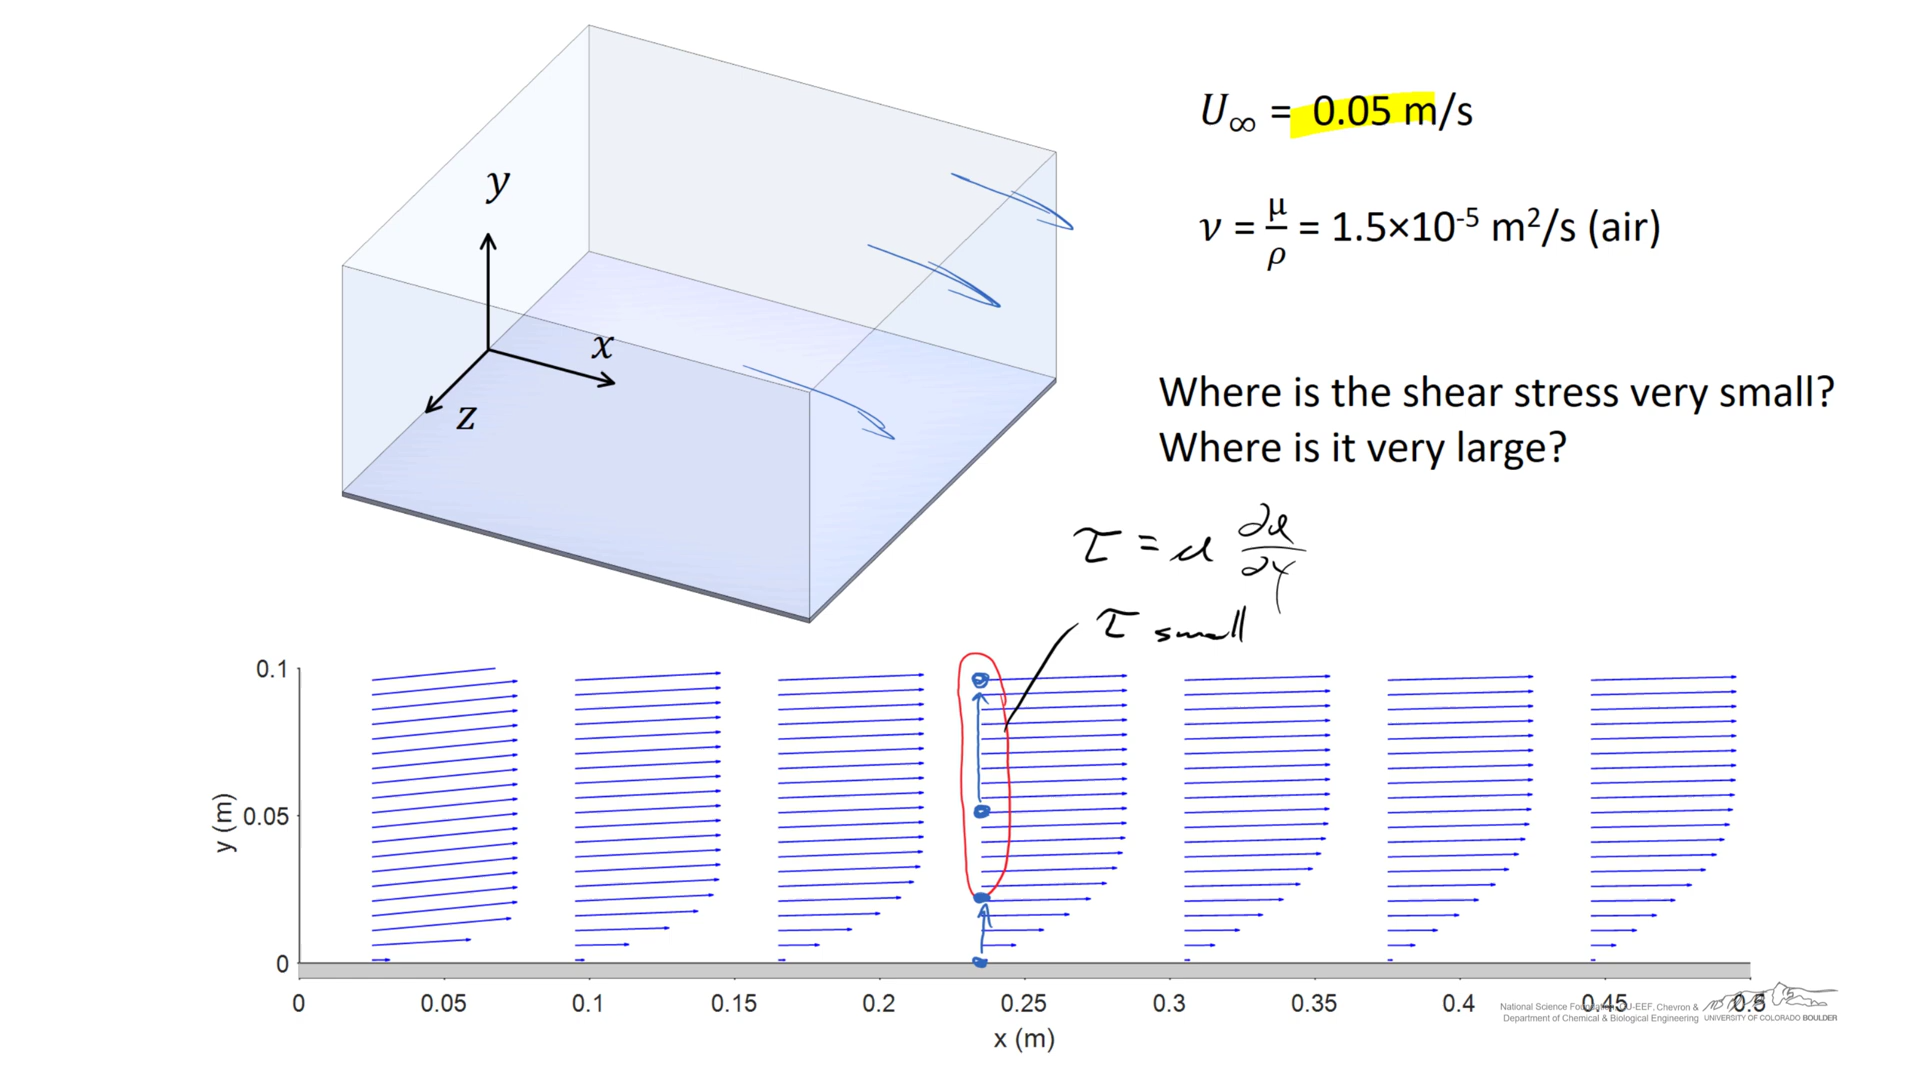 U∞ = 0.05 m/s
ν = μ/ρ = 1.5×10⁻⁵ m²/s (air)
y
x
z
Where is the shear stress very small?
Where is it very large?
τ = μ ∂u/∂y
τ small
0.1
0.05
0
y (m)
0 0.05 0.1 0.15 0.2 0.25 0.3 0.35 0.4 0.45 0.5
x (m)
National Science Foundation, CU-EEF, Chevron &
Department of Chemical & Biological Engineering UNIVERSITY OF COLORADO BOULDER